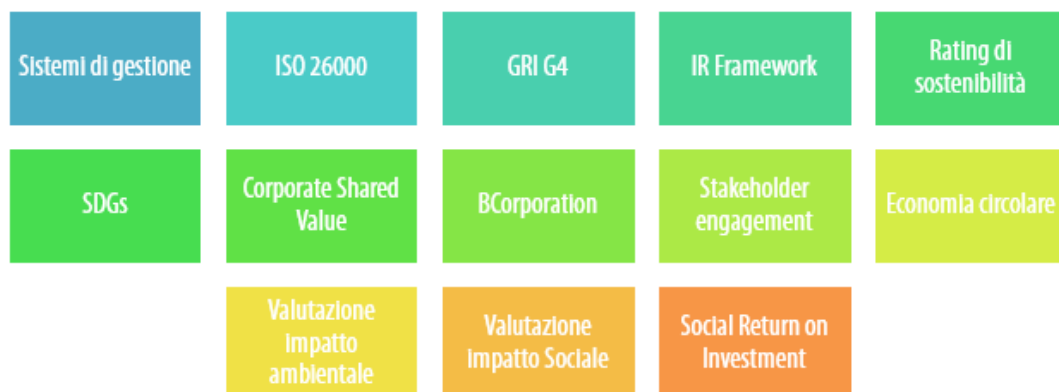 Sistemi di gestione
ISO 26000
GRI G4
IR Framework
Rating di
sostenibilità
SDGs
Corporate Shared
Value
BCorporation
Stakeholder
engagement
Economia circolare
Valutazione
impatto
ambientale
Valutazione
impatto Sociale
Social Return on
Investment